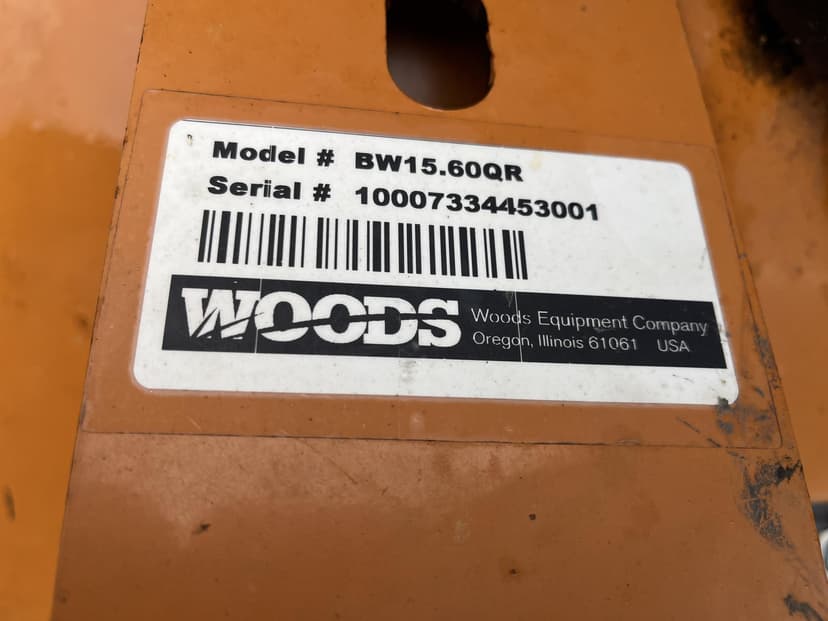 Model # BW15.60QR
Serial # 10007334453001
WOODS
Woods Equipment Company
Oregon, Illinois 61061 USA